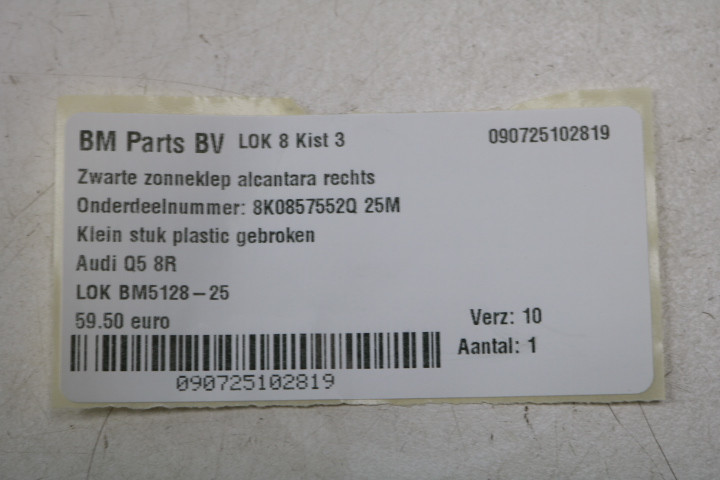 BM Parts BV LOK 8 Kist 3 090725102819
Zwarte zonneklep alcantara rechts
Onderdeelnummer: 8K0857552Q 25M
Klein stuk plastic gebroken
Audi Q5 8R
LOK BM5128-25
59.50 euro Verz: 10
Aantal: 1
090725102819